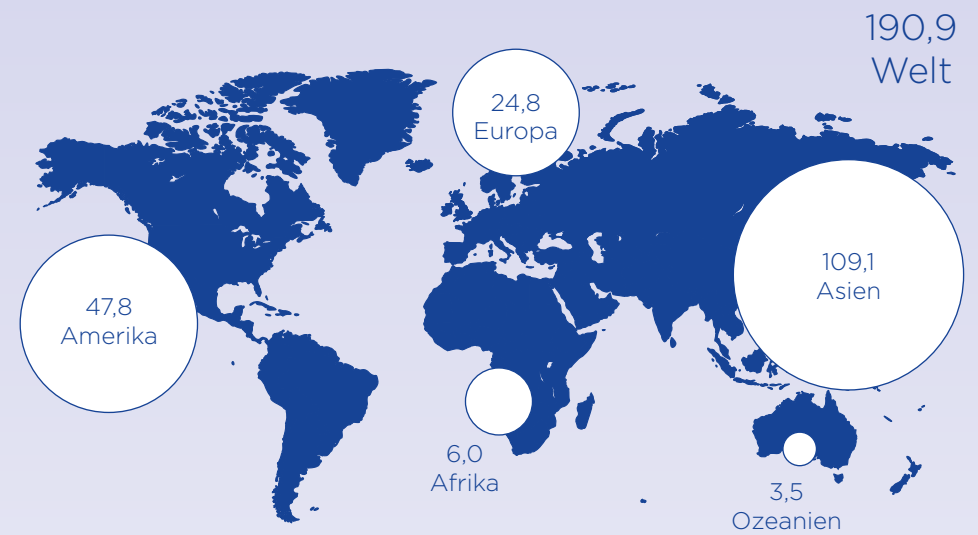 190,9
Welt
24,8
Europa
109,1
Asien
47,8
Amerika
6,0
Afrika
3,5
Ozeanien